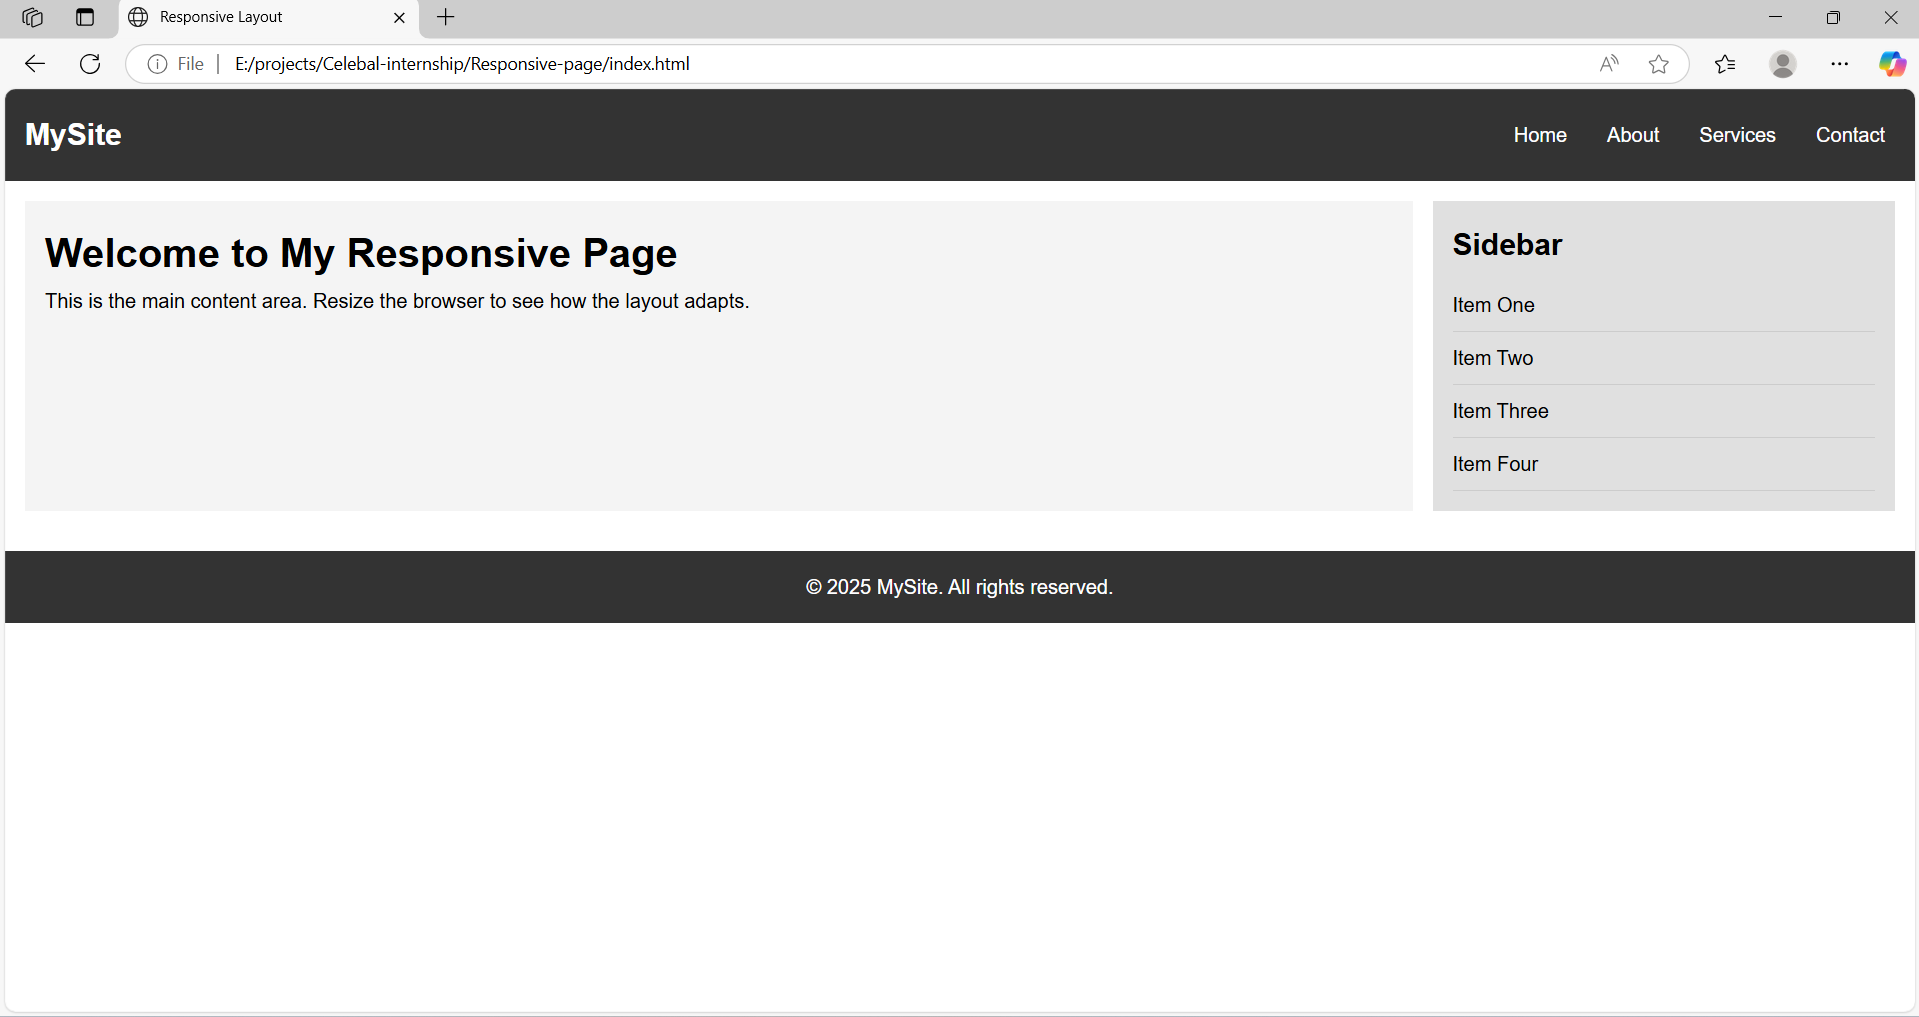 Responsive Layout
File
E:/projects/Celebal-internship/Responsive-page/index.html
MySite
Home About Services Contact
Welcome to My Responsive Page
This is the main content area. Resize the browser to see how the layout adapts.
Sidebar
Item One
Item Two
Item Three
Item Four
© 2025 MySite. All rights reserved.